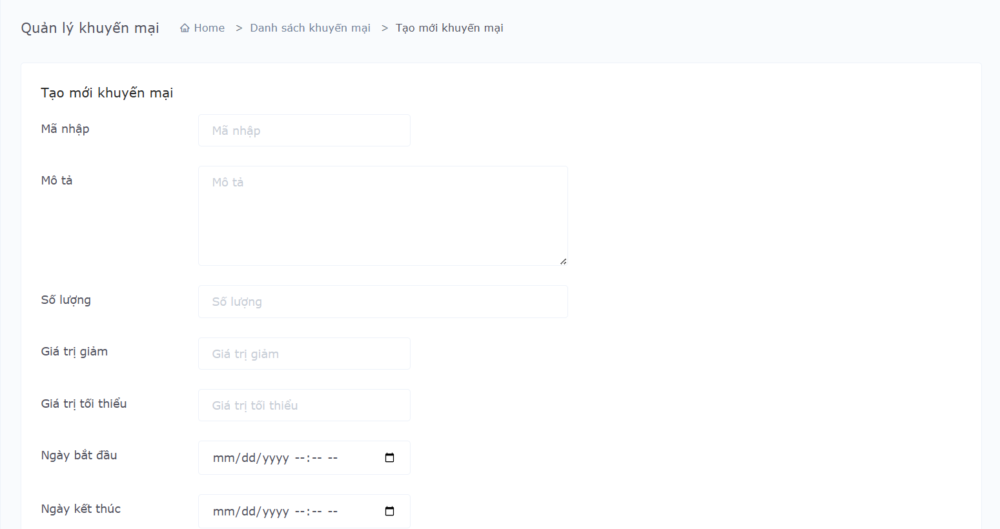 Quản lý khuyến mại Home > Danh sách khuyến mại > Tạo mới khuyến mại
Tạo mới khuyến mại
Mã nhập Mã nhập
Mô tả Mô tả
Số lượng Số lượng
Giá trị giảm Giá trị giảm
Giá trị tối thiểu Giá trị tối thiểu
Ngày bắt đầu mm/dd/yyyy --:-- --
Ngày kết thúc mm/dd/yyyy --:-- --